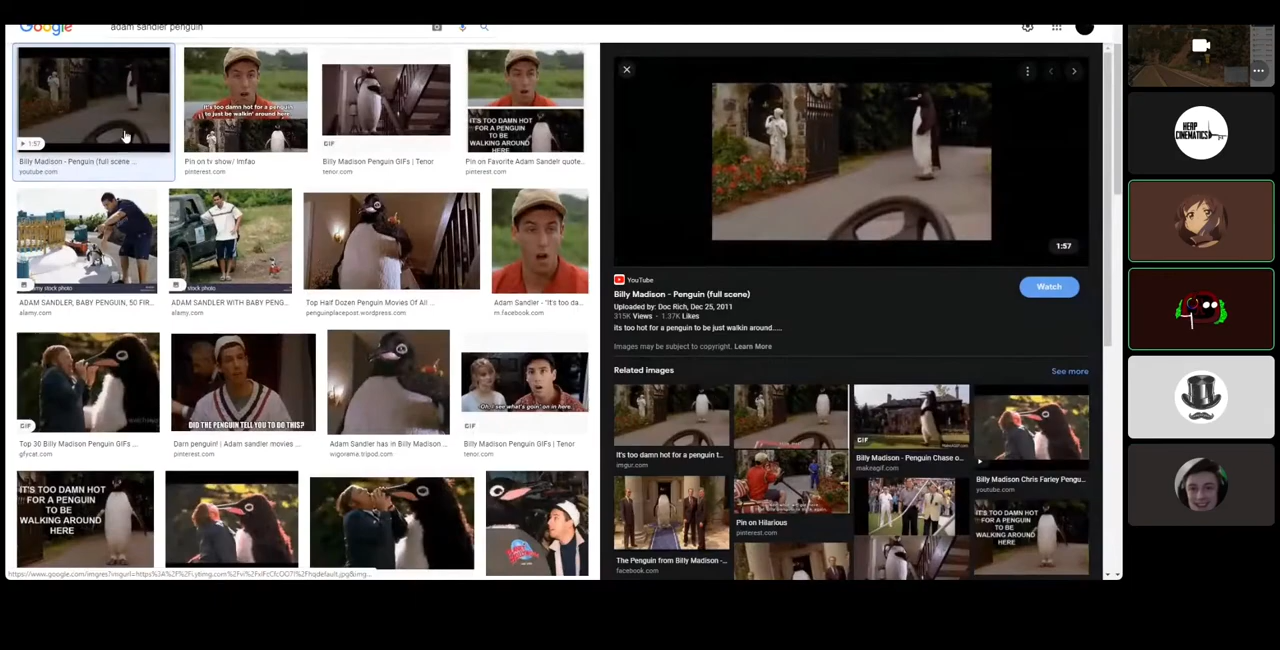 Google
adam sandler penguin
1:57
Billy Madison - Penguin (full scene ...
youtube.com
It's too damn hot for a penguin
to just be walkin' around here.
Pin on tv show/ lmfao
pinterest.com
GIF
Billy Madison Penguin GIFs | Tenor
tenor.com
IT'S TOO DAMN HOT
FOR A PENGUIN
TO BE
WALKING AROUND
HERE
Pin on Favorite Adam Sandelr quote...
pinterest.com
stock photo
ADAM SANDLER, BABY PENGUIN, 50 FIR...
alamy.com
stock photo
ADAM SANDLER WITH BABY PENG...
alamy.com
Top Half Dozen Penguin Movies Of All ...
penguinplacepost.wordpress.com
Adam Sandler - "It's too da...
m.facebook.com
GIF
Top 30 Billy Madison Penguin GIFs ...
gfycat.com
DID THE PENGUIN TELL YOU TO DO THIS?
Darn penguin! | Adam sandler movies ...
pinterest.com
Adam Sandler has in Billy Madison ...
wigorama.tripod.com
Oh, I see what's goin' on in here.
GIF
Billy Madison Penguin GIFs | Tenor
tenor.com
IT'S TOO DAMN HOT
FOR A PENGUIN
TO BE
WALKING AROUND
HERE
1:57
YouTube
Billy Madison - Penguin (full scene)
Uploaded by: Doc Rich, Dec 25, 2011
315K Views · 1.37K Likes
its too hot for a penguin to be just walkin around.....
Watch
Images may be subject to copyright. Learn More
Related images
See more
It's too damn hot for a penguin t...
imgur.com
Pin on Hilarious
pinterest.com
GIF
Billy Madison - Penguin Chase o...
makeagif.com
Billy Madison Chris Farley Pengu...
youtube.com
The Penguin from Billy Madison -...
facebook.com
IT'S TOO DAMN HOT
FOR A PENGUIN
TO BE
WALKING AROUND
HERE
HEAP
CINEMATICS